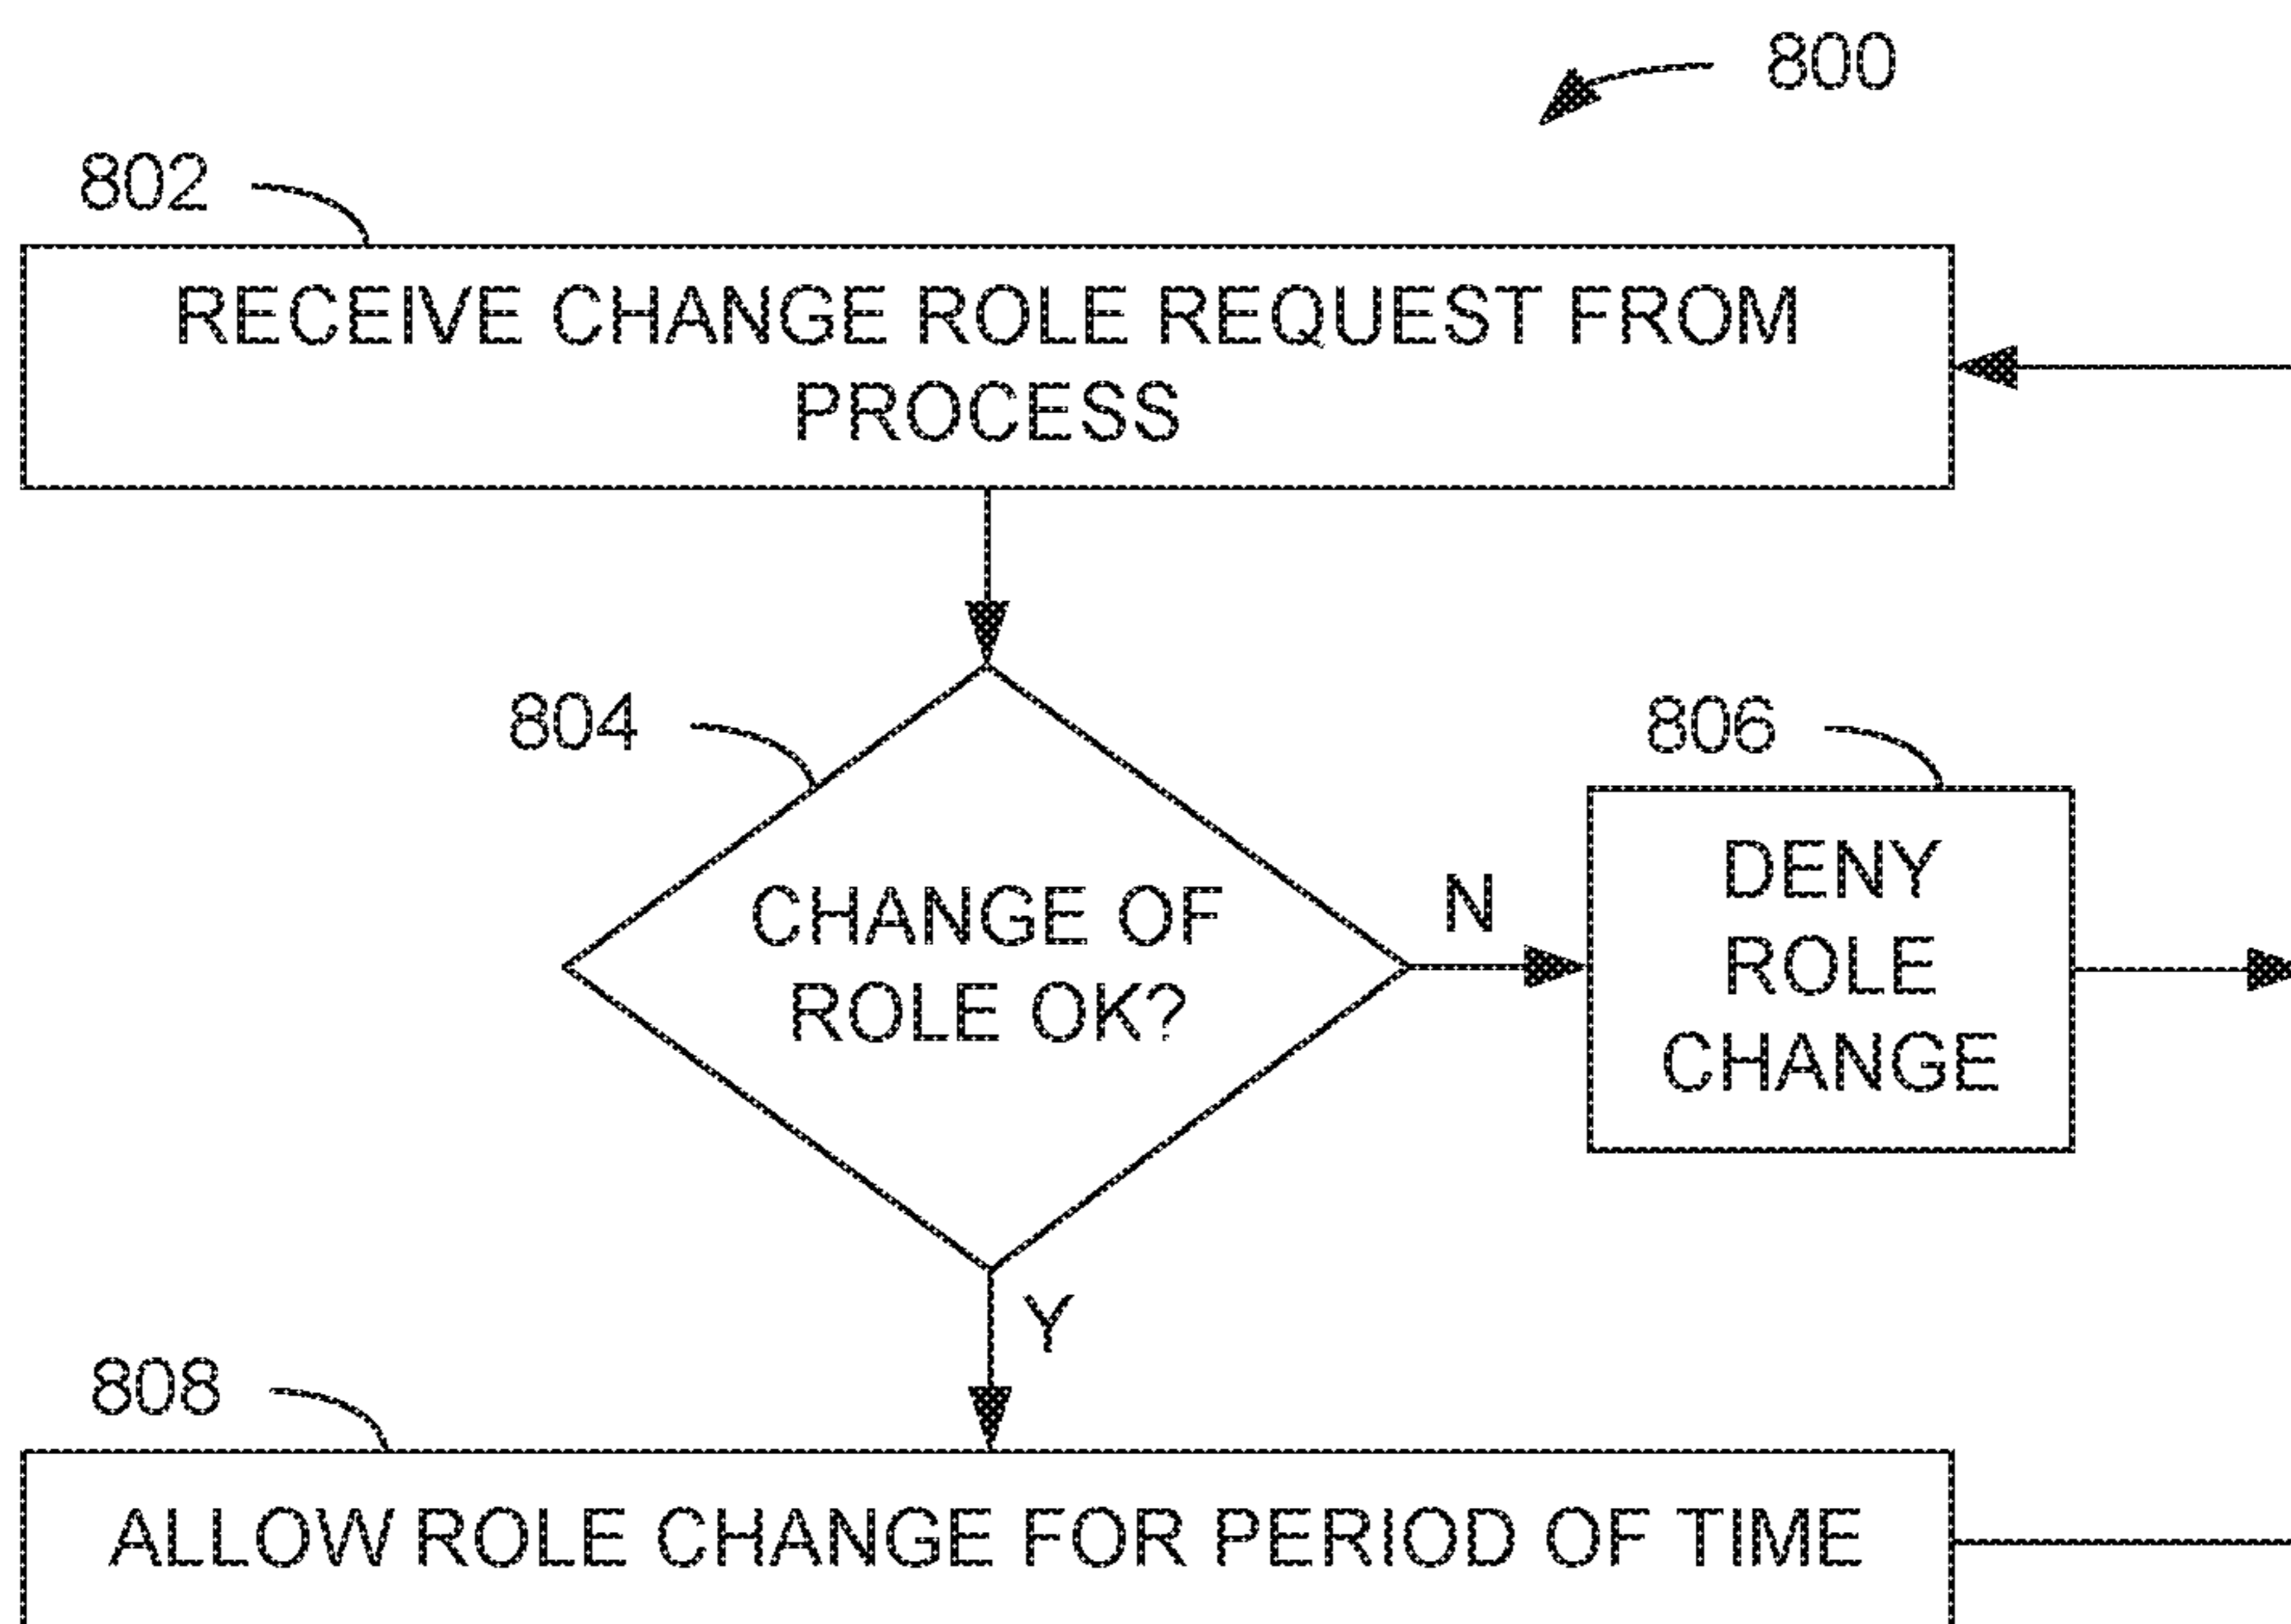 800
802
RECEIVE CHANGE ROLE REQUEST FROM
PROCESS
804
CHANGE OF
ROLE OK?
N
806
DENY
ROLE
CHANGE
Y
808
ALLOW ROLE CHANGE FOR PERIOD OF TIME